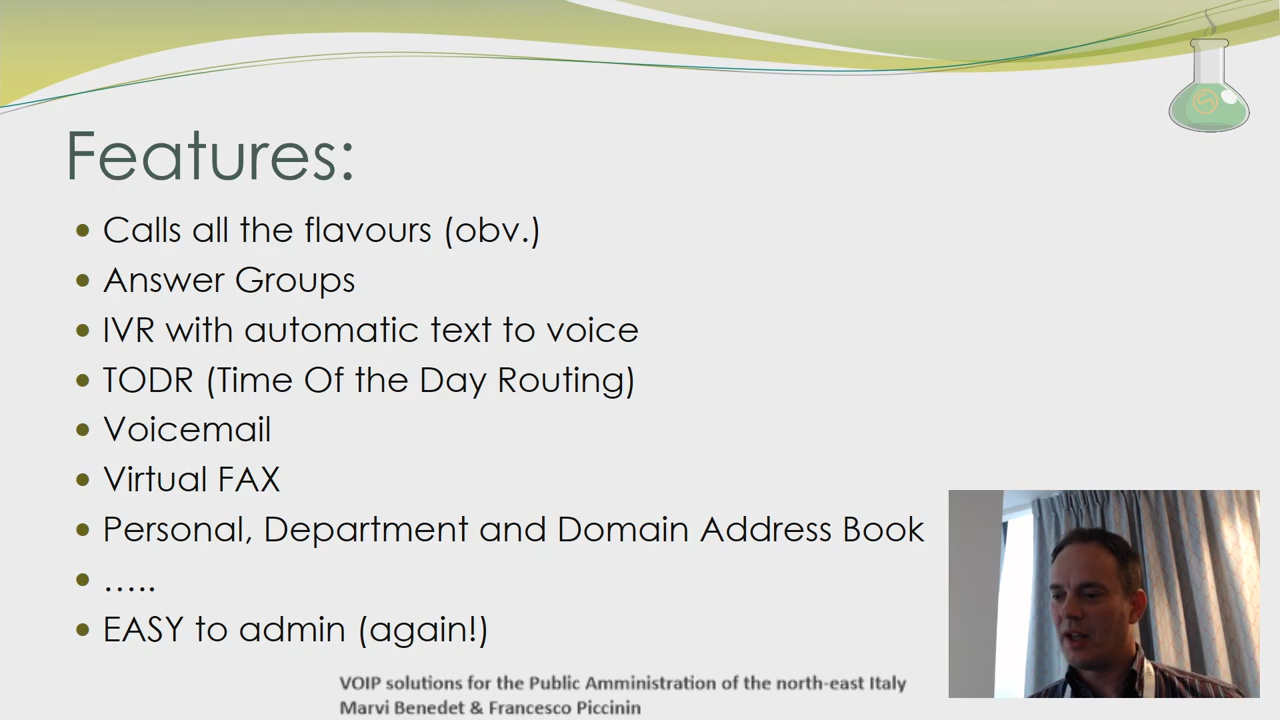 Features:
Calls all the flavours (obv.)
Answer Groups
IVR with automatic text to voice
TODR (Time Of the Day Routing)
Voicemail
Virtual FAX
Personal, Department and Domain Address Book
.....
EASY to admin (again!)
VOIP solutions for the Public Amministration of the north-east Italy
Marvi Benedet & Francesco Piccinin